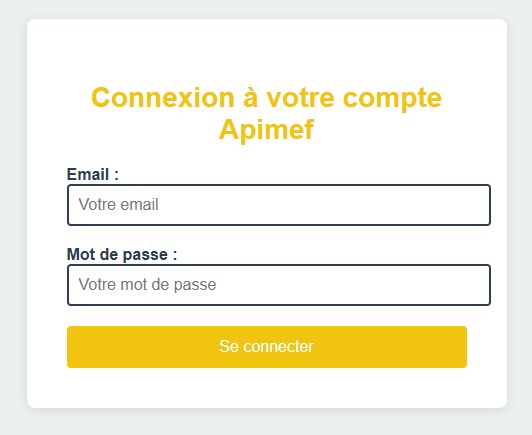 Connexion à votre compte
Apimef
Email :
Votre email
Mot de passe :
Votre mot de passe
Se connecter